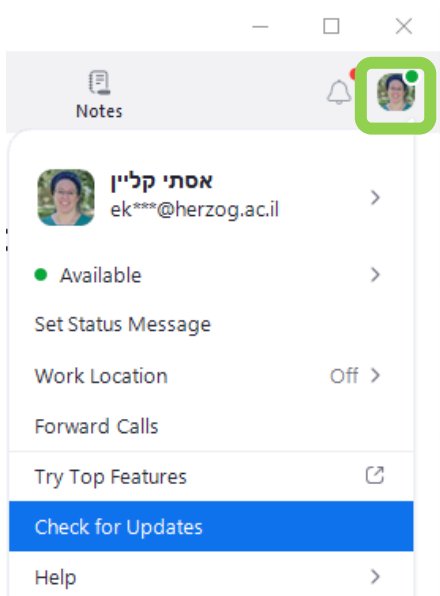 Notes
אסתי קליין
ek***@herzog.ac.il
Available
Set Status Message
Work Location Off
Forward Calls
Try Top Features
Check for Updates
Help